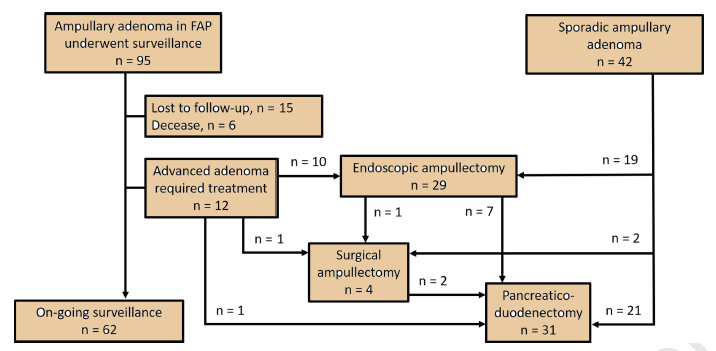 Ampullary adenoma in FAP
underwent surveillance
n = 95
Sporadic ampullary
adenoma
n = 42
Lost to follow-up, n = 15
Decease, n = 6
Advanced adenoma
required treatment
n = 12
n = 10
Endoscopic ampullectomy
n = 29
n = 19
n = 1
n = 7
n = 1
n = 2
Surgical
ampullectomy
n = 4
n = 2
On-going surveillance
n = 62
n = 1
Pancreatico-
duodenectomy
n = 31
n = 21